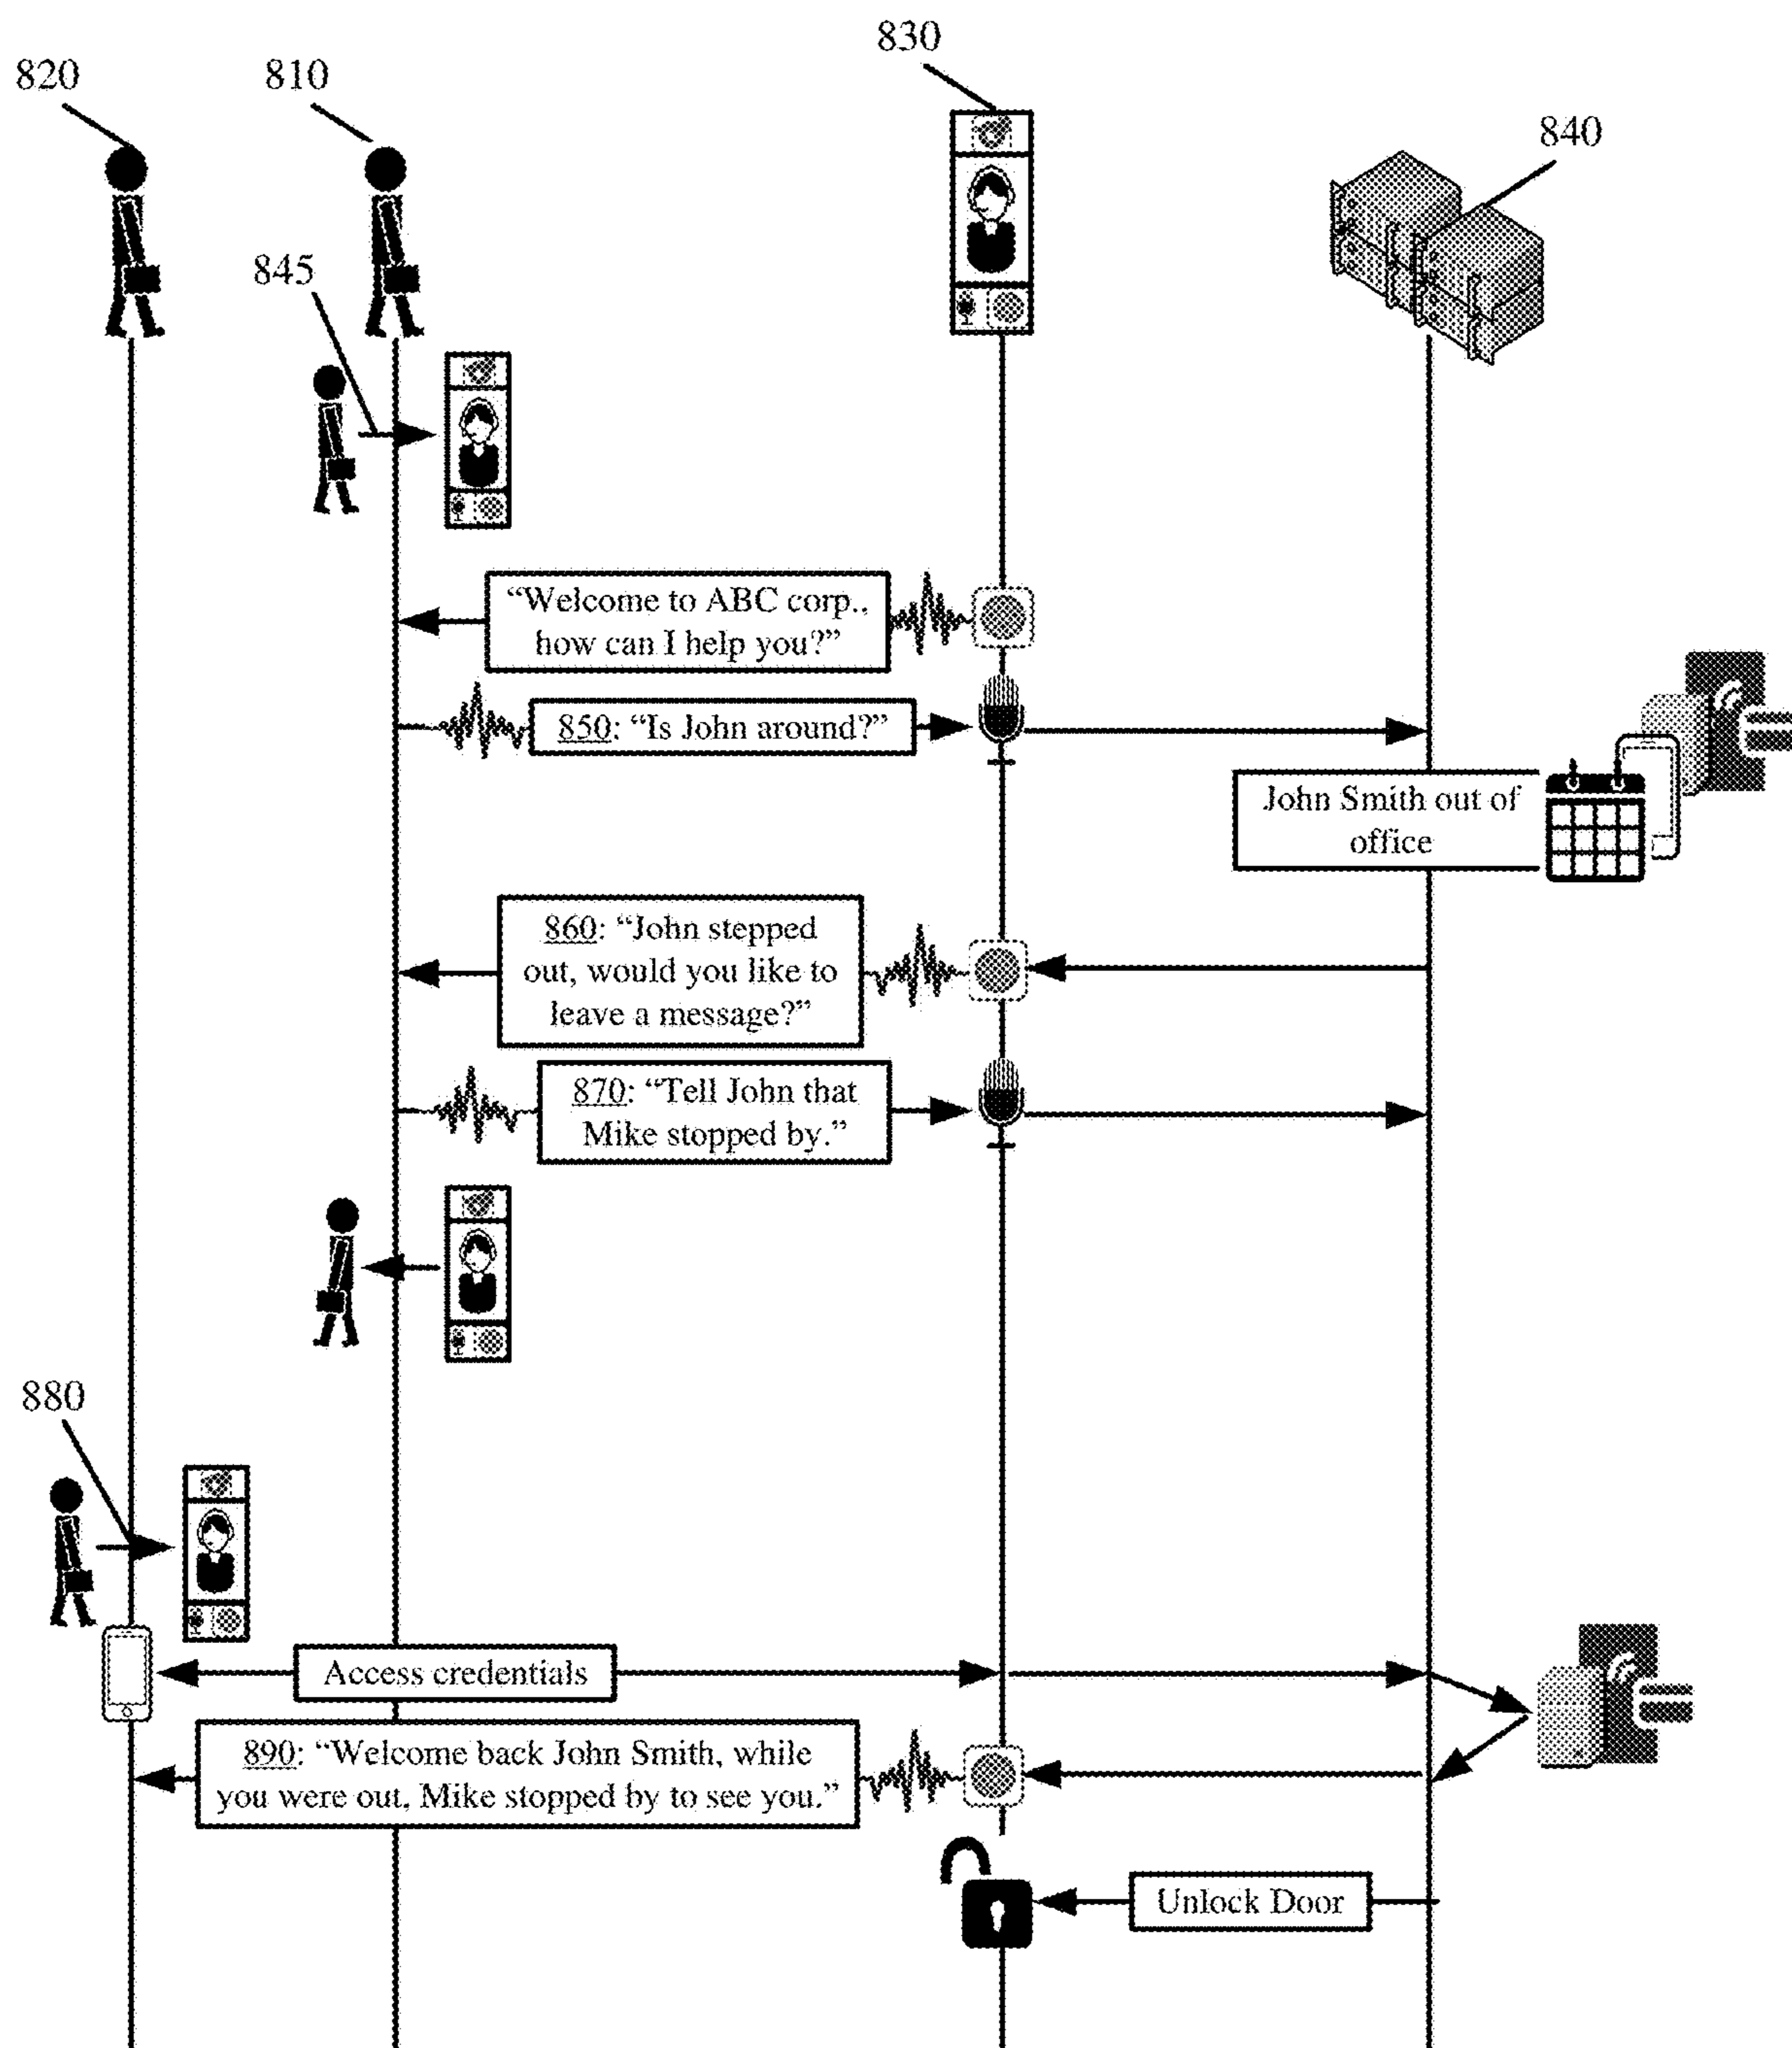 830
820
810
840
845
“Welcome to ABC corp.,
how can I help you?”
850: “Is John around?”
John Smith out of
office
860: “John stepped
out, would you like to
leave a message?”
870: “Tell John that
Mike stopped by.”
880
Access credentials
890: “Welcome back John Smith, while
you were out, Mike stopped by to see you.”
Unlock Door